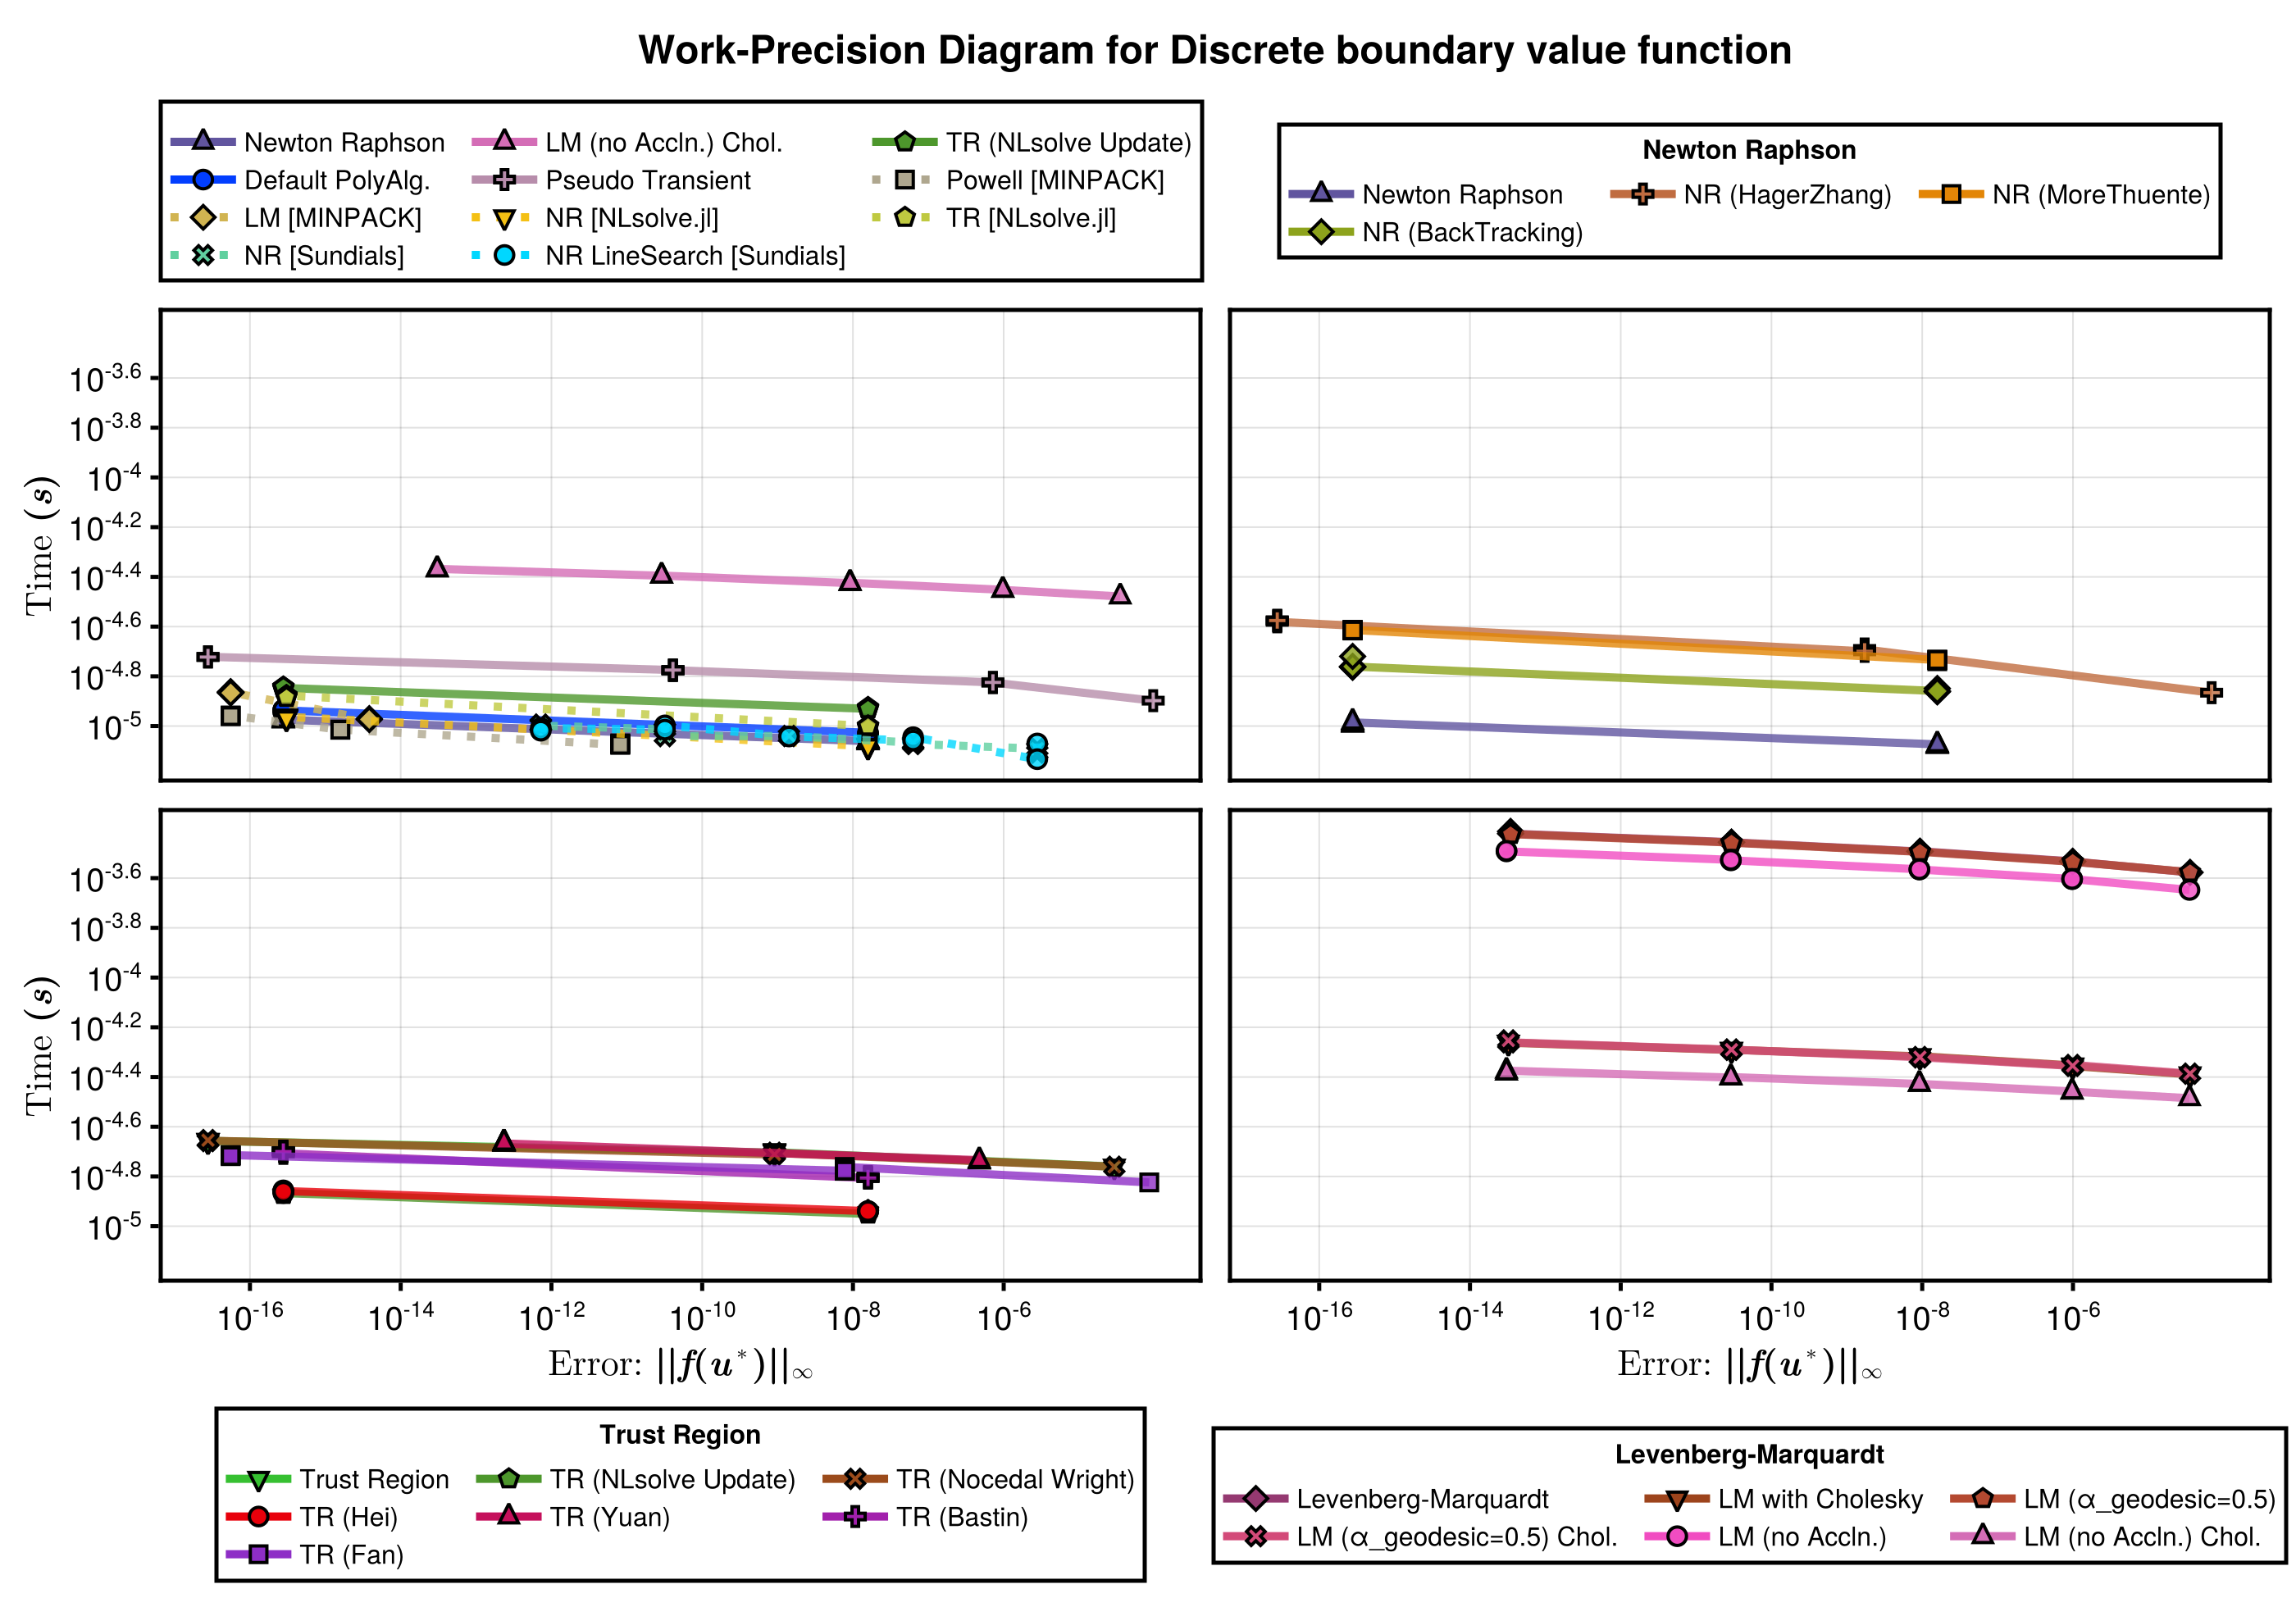 Work-Precision Diagram for Discrete boundary value function
Newton Raphson LM (no Accln.) Chol. TR (NLsolve Update)
Default PolyAlg. Pseudo Transient Powell [MINPACK]
LM [MINPACK] NR [NLsolve.jl] TR [NLsolve.jl]
NR [Sundials] NR LineSearch [Sundials]
Newton Raphson
Newton Raphson NR (HagerZhang) NR (MoreThuente)
NR (BackTracking)
Time (s)
10^-3.6
10^-3.8
10^-4
10^-4.2
10^-4.4
10^-4.6
10^-4.8
10^-5
Time (s)
10^-3.6
10^-3.8
10^-4
10^-4.2
10^-4.4
10^-4.6
10^-4.8
10^-5
10^-16 10^-14 10^-12 10^-10 10^-8 10^-6
10^-16 10^-14 10^-12 10^-10 10^-8 10^-6
Error: ||f(u^*)||_∞
Error: ||f(u^*)||_∞
Trust Region
Trust Region TR (NLsolve Update) TR (Nocedal Wright)
TR (Hei) TR (Yuan) TR (Bastin)
TR (Fan)
Levenberg-Marquardt
Levenberg-Marquardt LM with Cholesky LM (α_geodesic=0.5)
LM (α_geodesic=0.5) Chol. LM (no Accln.) LM (no Accln.) Chol.